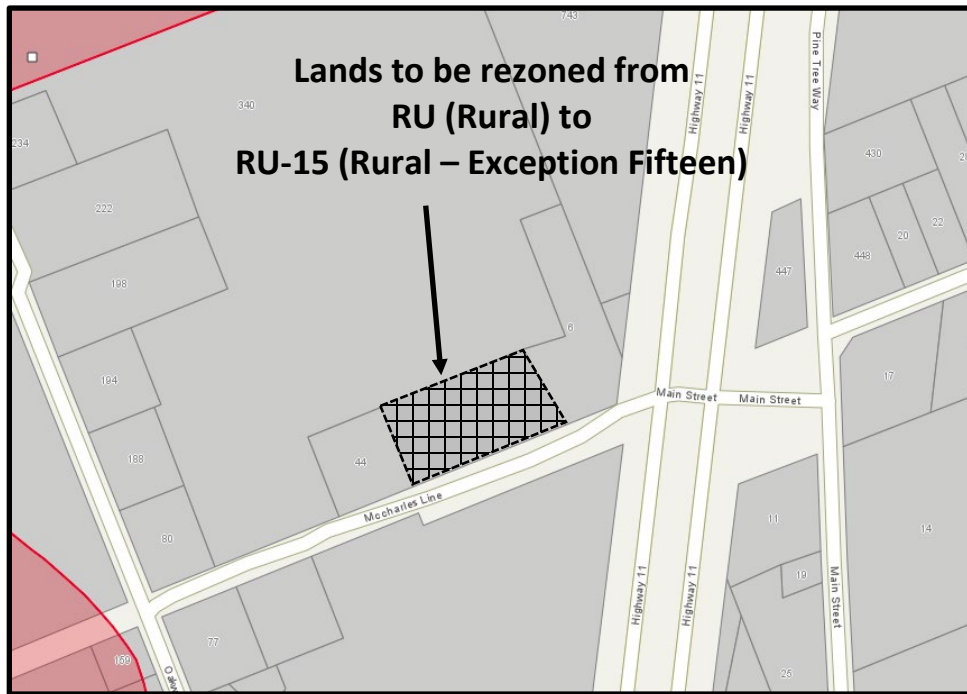 743
Lands to be rezoned from
RU (Rural) to
RU-15 (Rural – Exception Fifteen)
340
234
222
198
194
188
80
44
6
77
159
Mccharles Line
Highway 11
Highway 11
Highway 11
Highway 11
Pine Tree Way
430
20
22
448
447
17
Main Street
Main Street
Main Street
11
19
14
25